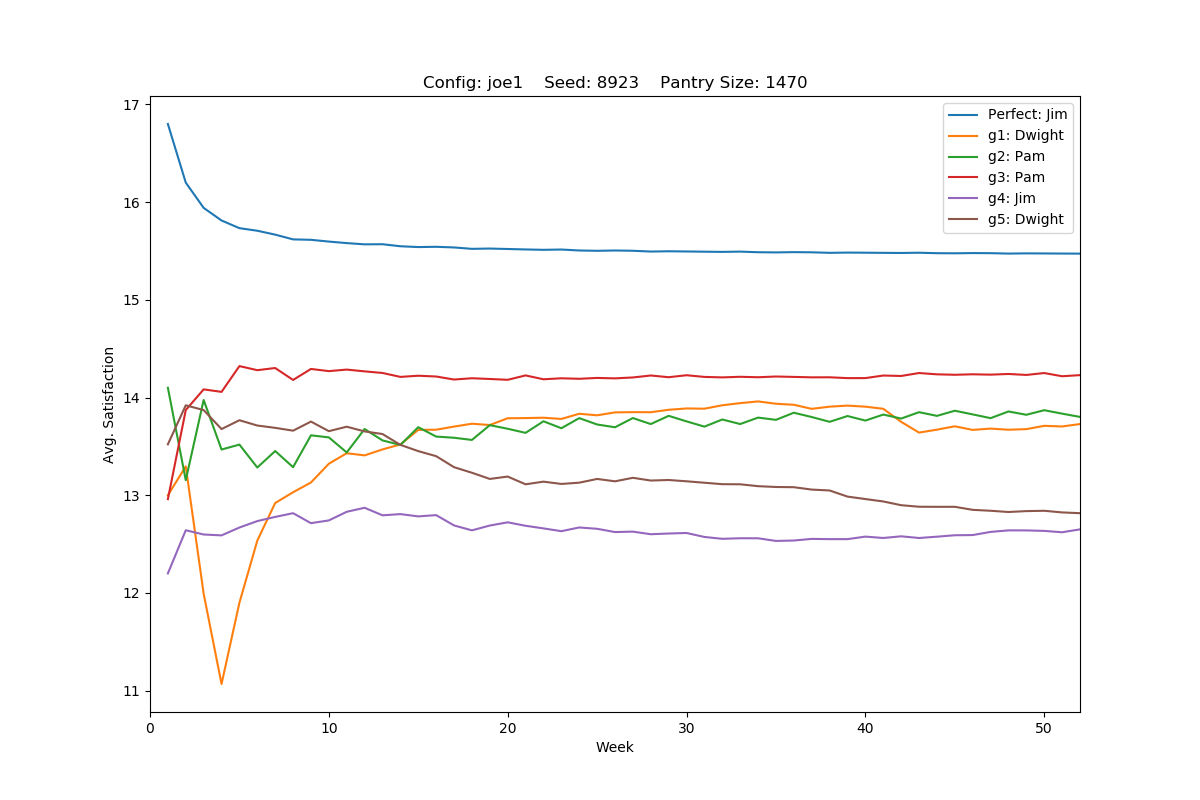 Config: joe1    Seed: 8923    Pantry Size: 1470
17
16
15
14
13
12
11
Avg. Satisfaction
Perfect: Jim
g1: Dwight
g2: Pam
g3: Pam
g4: Jim
g5: Dwight
0 10 20 30 40 50
Week